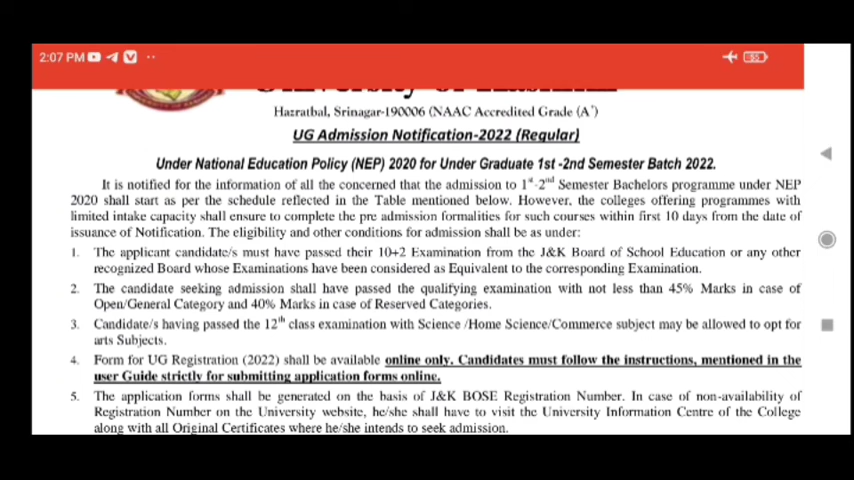 2:07 PM
Hazratbal, Srinagar-190006 (NAAC Accredited Grade (A+)
UG Admission Notification-2022 (Regular)
Under National Education Policy (NEP) 2020 for Under Graduate 1st -2nd Semester Batch 2022.
It is notified for the information of all the concerned that the admission to 1st-2nd Semester Bachelors programme under NEP
2020 shall start as per the schedule reflected in the Table mentioned below. However, the colleges offering programmes with
limited intake capacity shall ensure to complete the pre admission formalities for such courses within first 10 days from the date of
issuance of Notification. The eligibility and other conditions for admission shall be as under:
1. The applicant candidate/s must have passed their 10+2 Examination from the J&K Board of School Education or any other
recognized Board whose Examinations have been considered as Equivalent to the corresponding Examination.
2. The candidate seeking admission shall have passed the qualifying examination with not less than 45% Marks in case of
Open/General Category and 40% Marks in case of Reserved Categories.
3. Candidate/s having passed the 12th class examination with Science /Home Science/Commerce subject may be allowed to opt for
arts Subjects.
4. Form for UG Registration (2022) shall be available online only. Candidates must follow the instructions, mentioned in the
user Guide strictly for submitting application forms online.
5. The application forms shall be generated on the basis of J&K BOSE Registration Number. In case of non-availability of
Registration Number on the University website, he/she shall have to visit the University Information Centre of the College
along with all Original Certificates where he/she intends to seek admission.